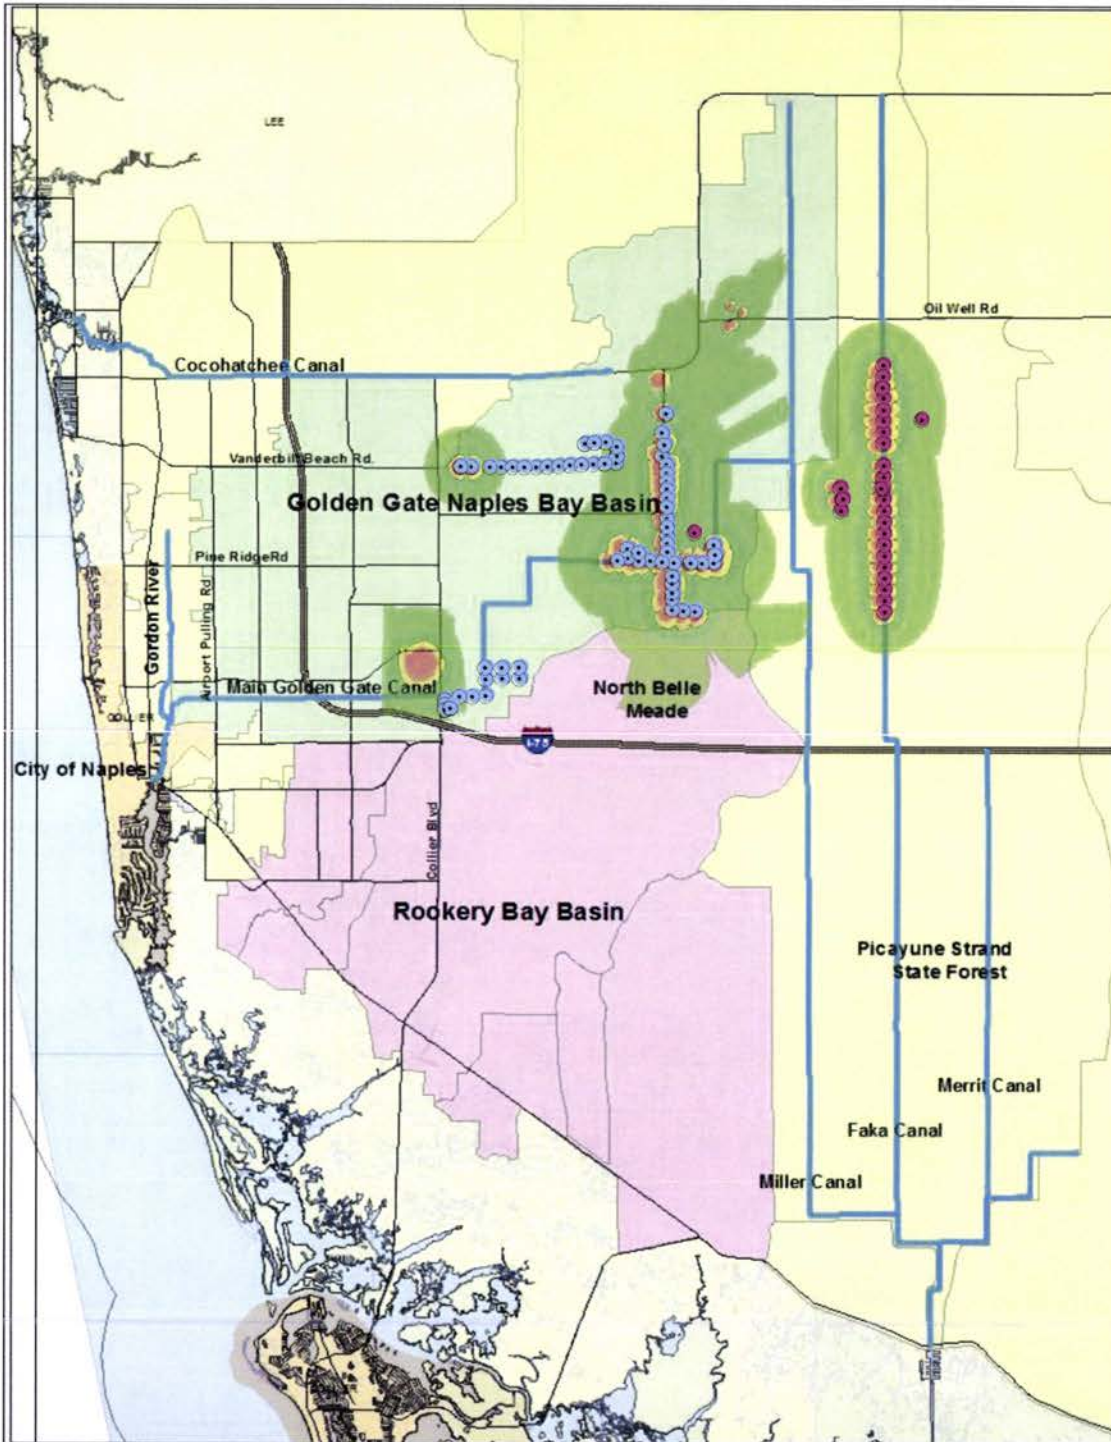 LEE
Oil Well Rd
Cocohatchee Canal
Vanderbilt Beach Rd.
Golden Gate Naples Bay Basin
Pine Ridge Rd
Gordon River
Airport Pulling Rd
Main Golden Gate Canal
North Belle
Meade
COLLIER
I-75
City of Naples
Collier Blvd
Rookery Bay Basin
Picayune Strand
State Forest
Merrit Canal
Faka Canal
Miller Canal